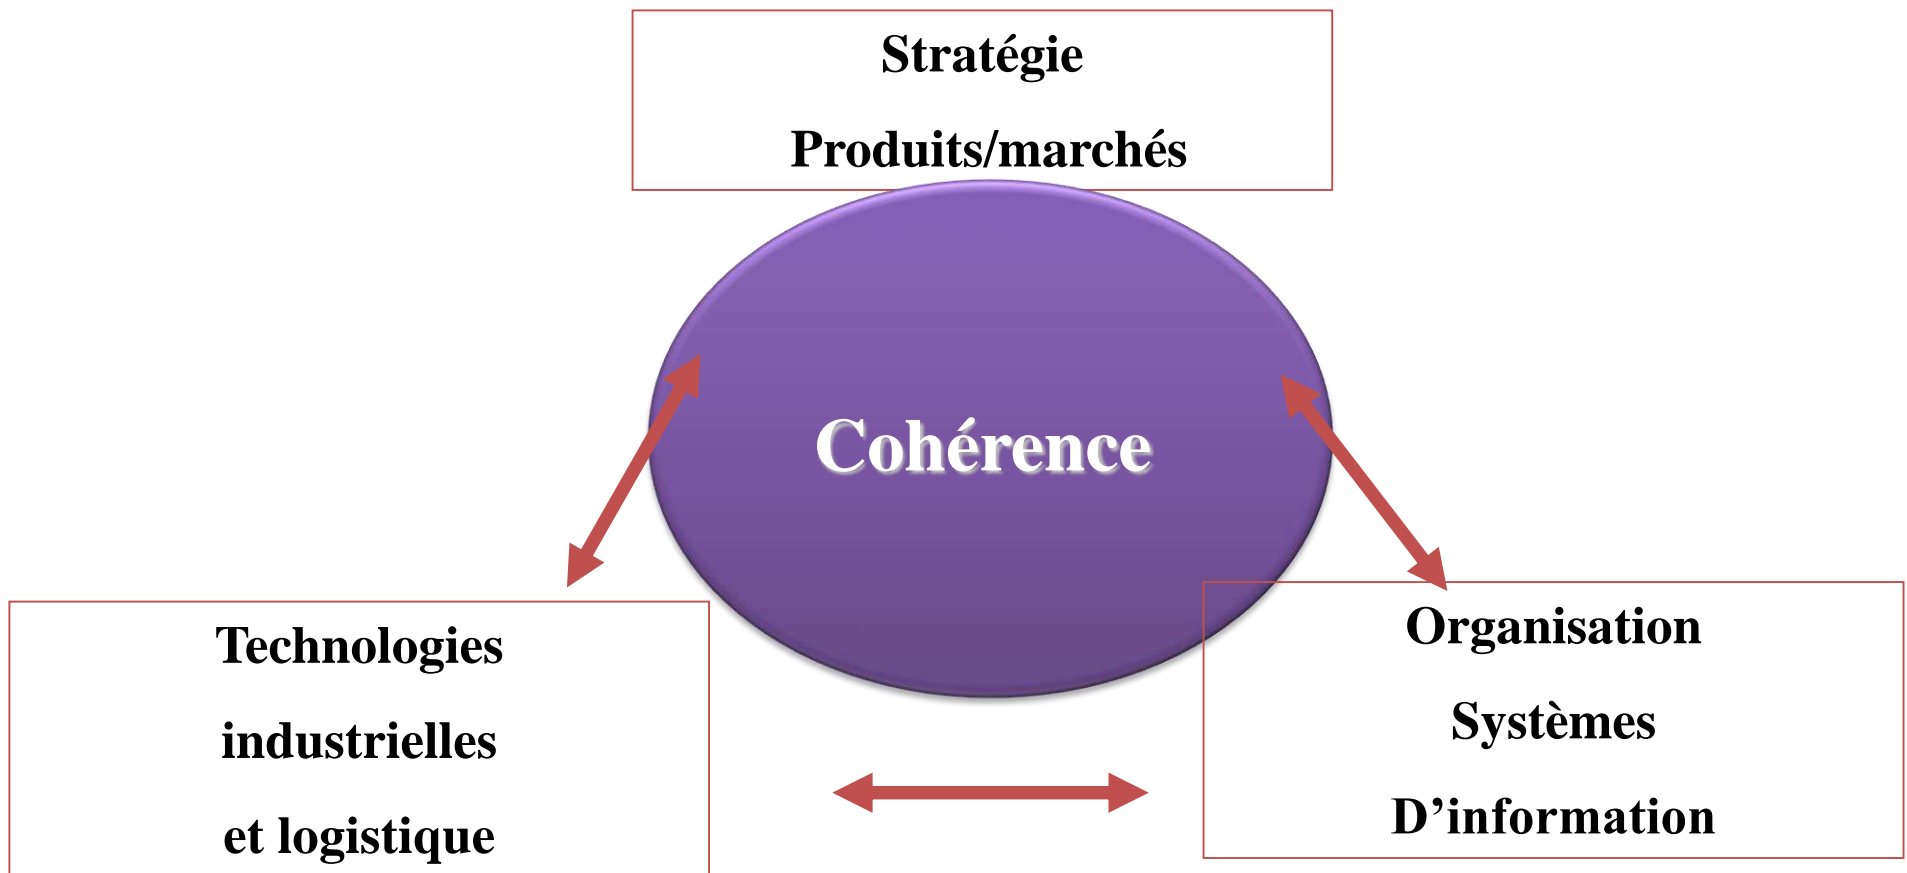 Stratégie
Produits/marchés
Cohérence
Technologies
industrielles
et logistique
Organisation
Systèmes
D’information